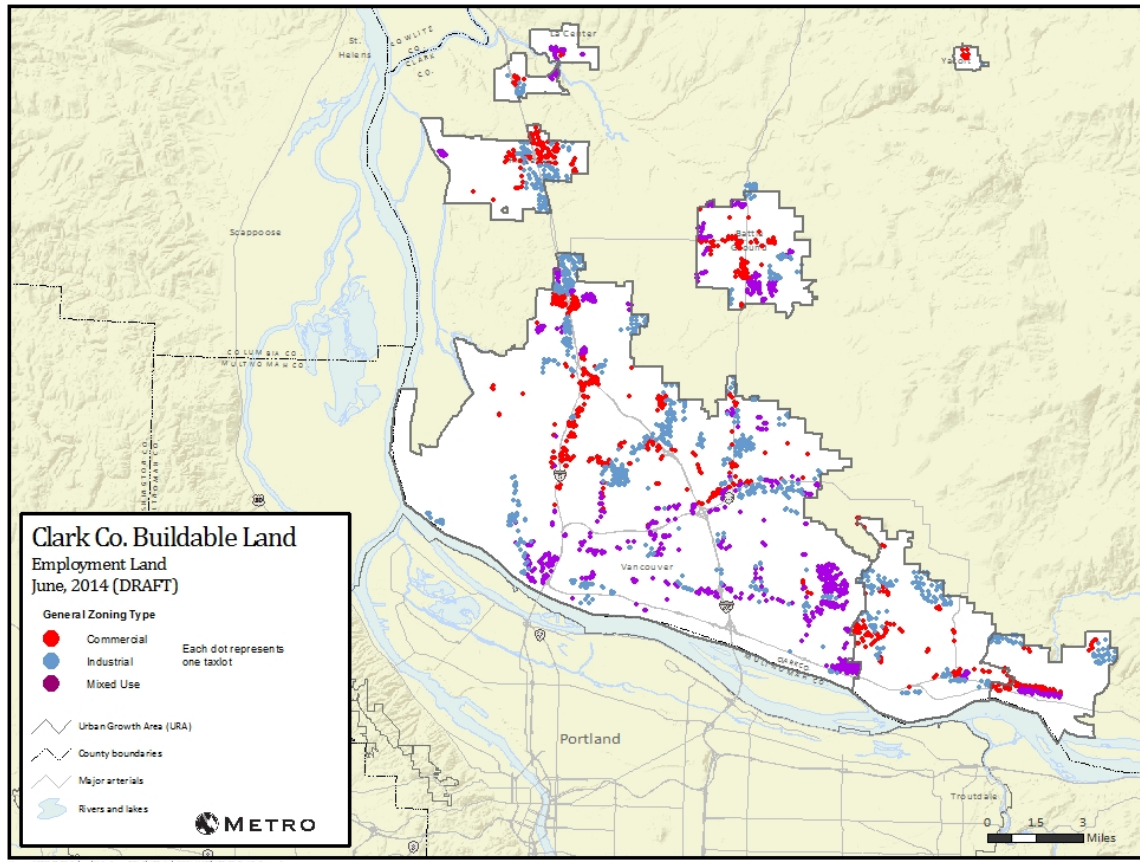 La Center
St.
Helens
COWLITZ
CO.
CLARK
CO.
Yacolt
Scappoose
Battle
Ground
COLUMBIA CO.
MULTNOMAH CO.
Vancouver
CLARK CO.
MULTNOMAH CO.
Portland
Troutdale
Clark Co. Buildable Land
Employment Land
June, 2014 (DRAFT)
General Zoning Type
Commercial
Industrial
Mixed Use
Each dot represents
one taxlot
Urban Growth Area (URA)
County boundaries
Major arterials
Rivers and lakes
METRO
0 1.5 3
Miles